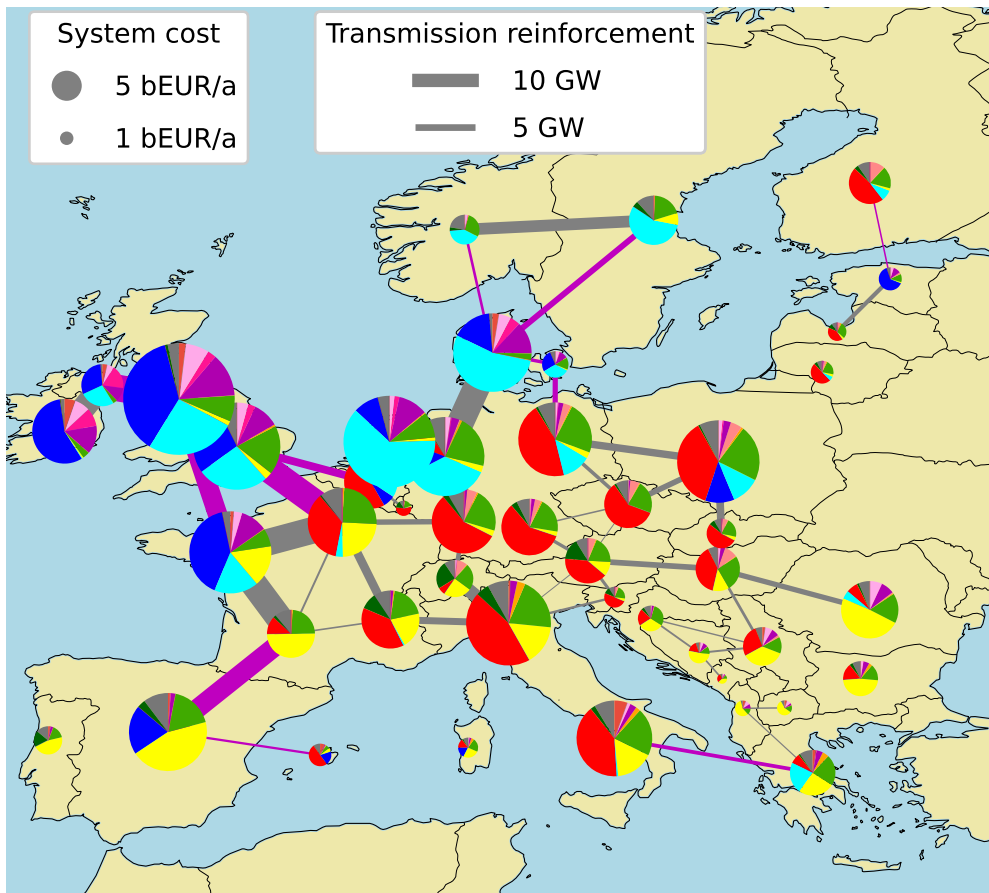 System cost
5 bEUR/a
1 bEUR/a
Transmission reinforcement
10 GW
5 GW